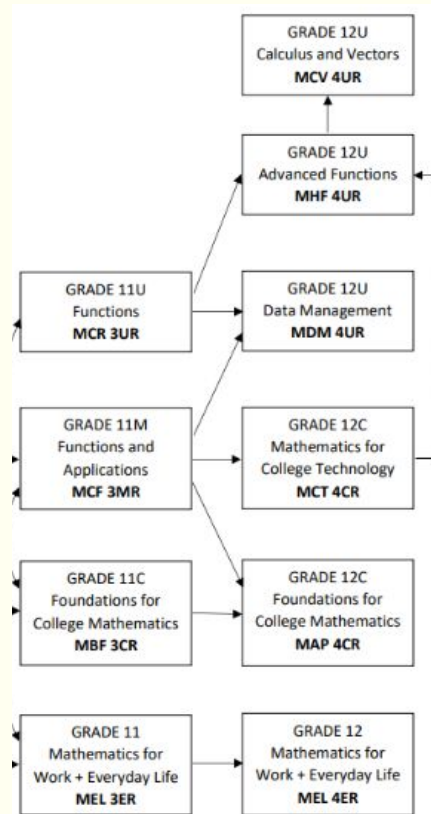 GRADE 12U
Calculus and Vectors
MCV 4UR
GRADE 12U
Advanced Functions
MHF 4UR
GRADE 11U
Functions
MCR 3UR
GRADE 12U
Data Management
MDM 4UR
GRADE 11M
Functions and
Applications
MCF 3MR
GRADE 12C
Mathematics for
College Technology
MCT 4CR
GRADE 11C
Foundations for
College Mathematics
MBF 3CR
GRADE 12C
Foundations for
College Mathematics
MAP 4CR
GRADE 11
Mathematics for
Work + Everyday Life
MEL 3ER
GRADE 12
Mathematics for
Work + Everyday Life
MEL 4ER